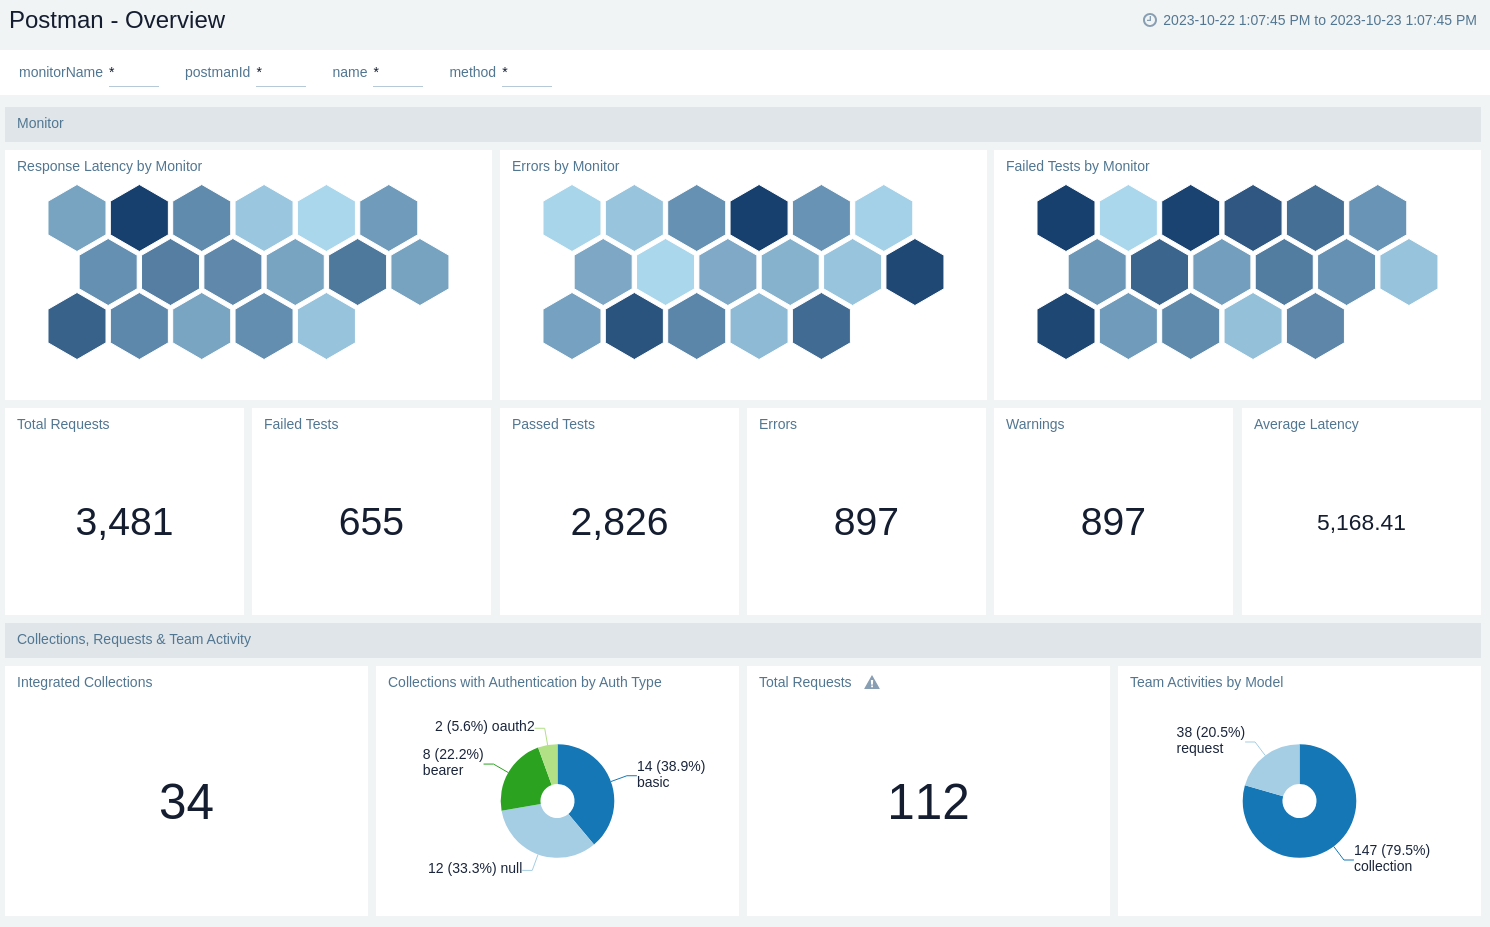 Postman - Overview
2023-10-22 1:07:45 PM to 2023-10-23 1:07:45 PM
monitorName *
postmanId *
name *
method *
Monitor
Response Latency by Monitor
Errors by Monitor
Failed Tests by Monitor
Total Requests
3,481
Failed Tests
655
Passed Tests
2,826
Errors
897
Warnings
897
Average Latency
5,168.41
Collections, Requests & Team Activity
Integrated Collections
34
Collections with Authentication by Auth Type
2 (5.6%) oauth2
8 (22.2%)
bearer
14 (38.9%)
basic
12 (33.3%) null
Total Requests
112
Team Activities by Model
38 (20.5%)
request
147 (79.5%)
collection